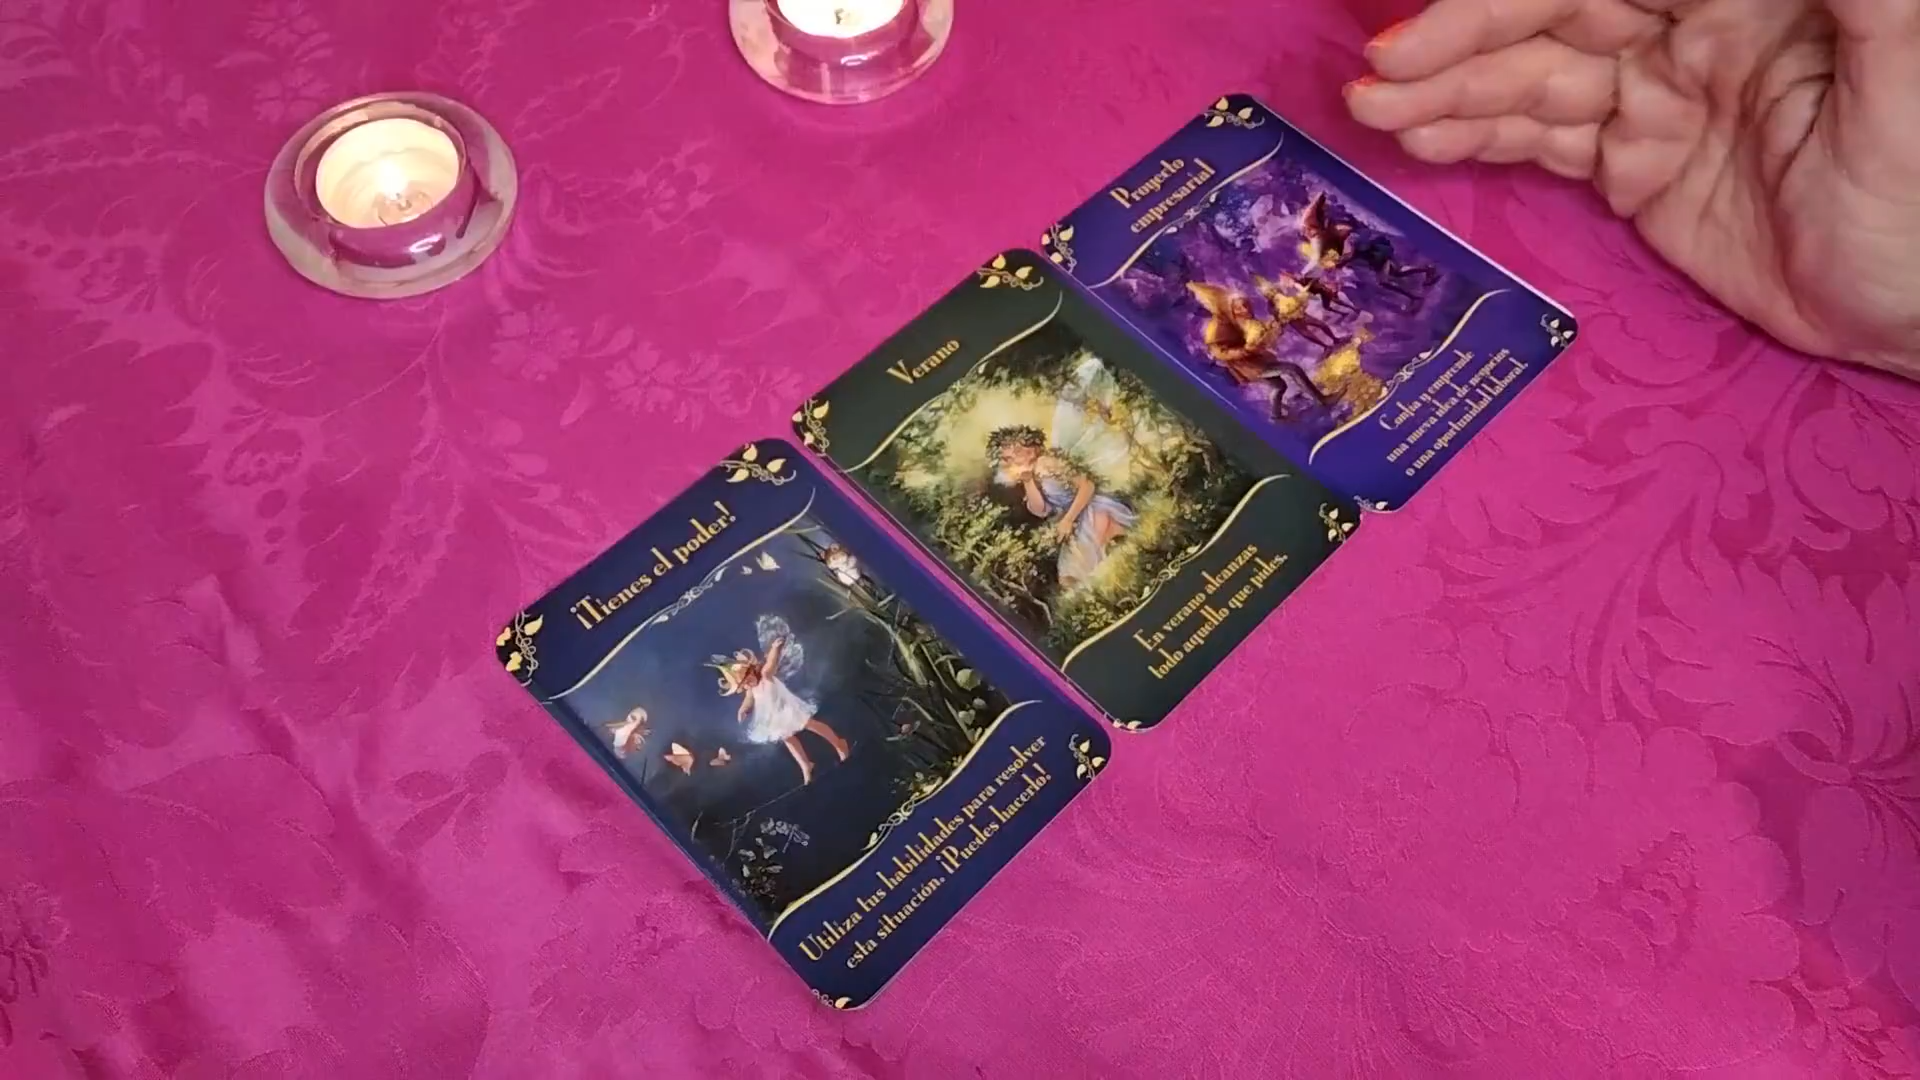 ¡Tienes el poder!
Utiliza tus habilidades para resolver
esta situación. ¡Puedes hacerlo!
Verano
En verano alcanzas
todo aquello que pides.
Proyecto
empresarial
Confía y emprende
una nueva idea de negocios
o una oportunidad laboral.